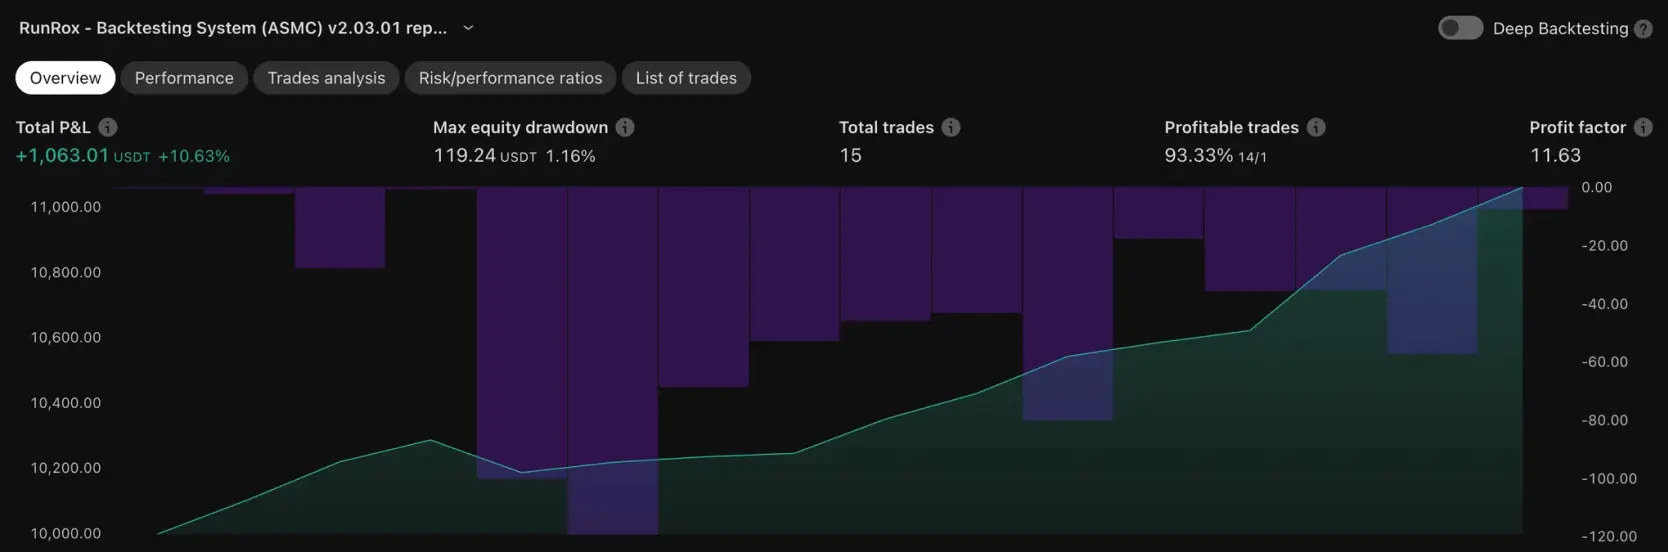 RunRox - Backtesting System (ASMC) v2.03.01 rep...
Deep Backtesting ?
Overview Performance Trades analysis Risk/performance ratios List of trades
Total P&L Max equity drawdown Total trades Profitable trades Profit factor
+1,063.01 USDT +10.63% 119.24 USDT 1.16% 15 93.33% 14/1 11.63
0.00
11,000.00
-20.00
10,800.00
-40.00
10,600.00
-60.00
10,400.00
-80.00
10,200.00
-100.00
10,000.00
-120.00